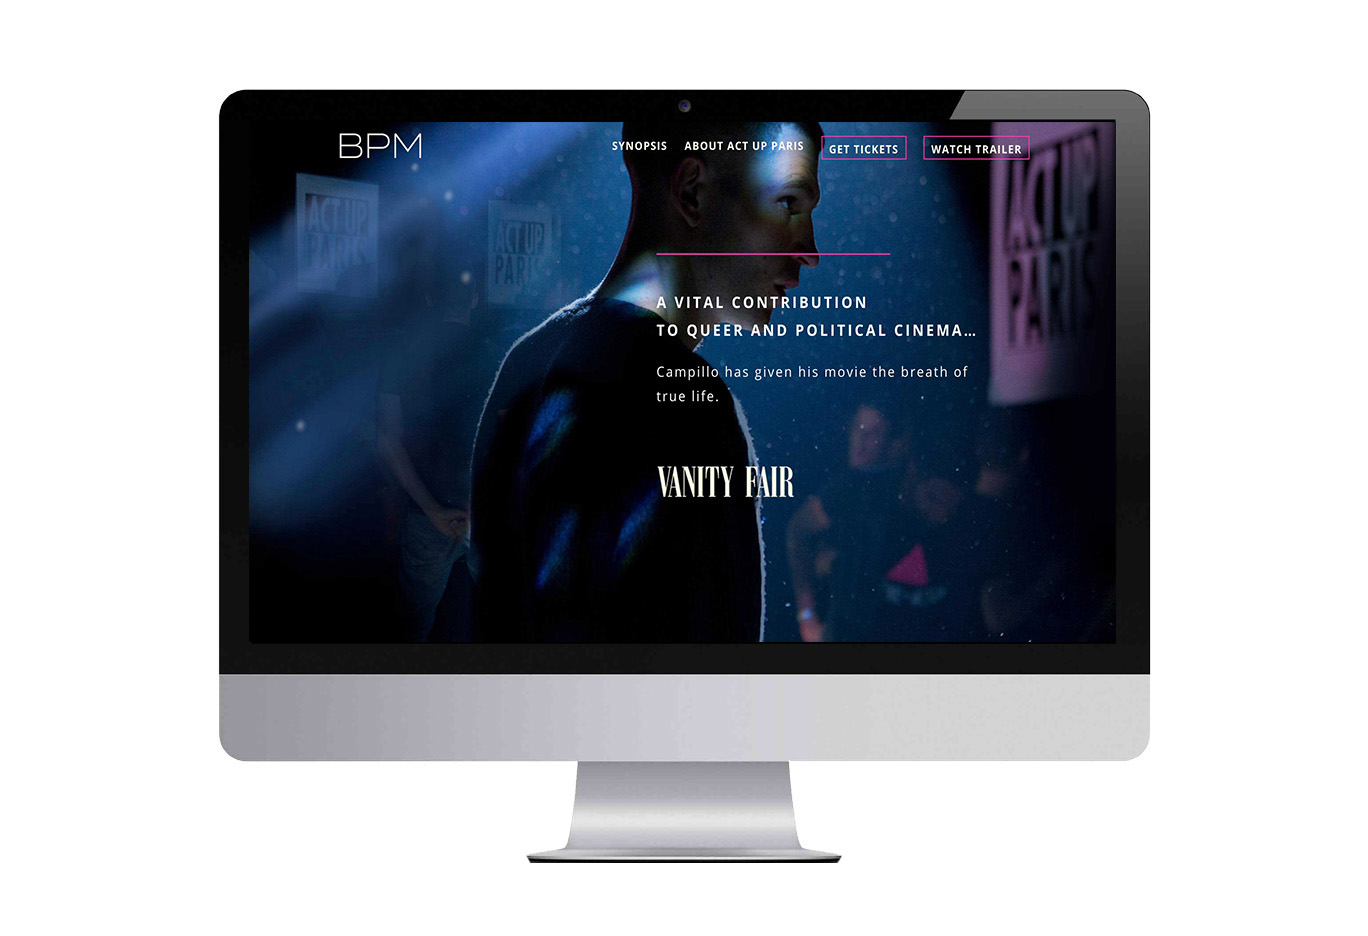 BPM
SYNOPSIS
ABOUT ACT UP PARIS
GET TICKETS
WATCH TRAILER
ACT UP
PARIS
ACT UP
PARIS
ACT UP
PARIS
A VITAL CONTRIBUTION
TO QUEER AND POLITICAL CINEMA…
Campillo has given his movie the breath of
true life.
VANITY FAIR